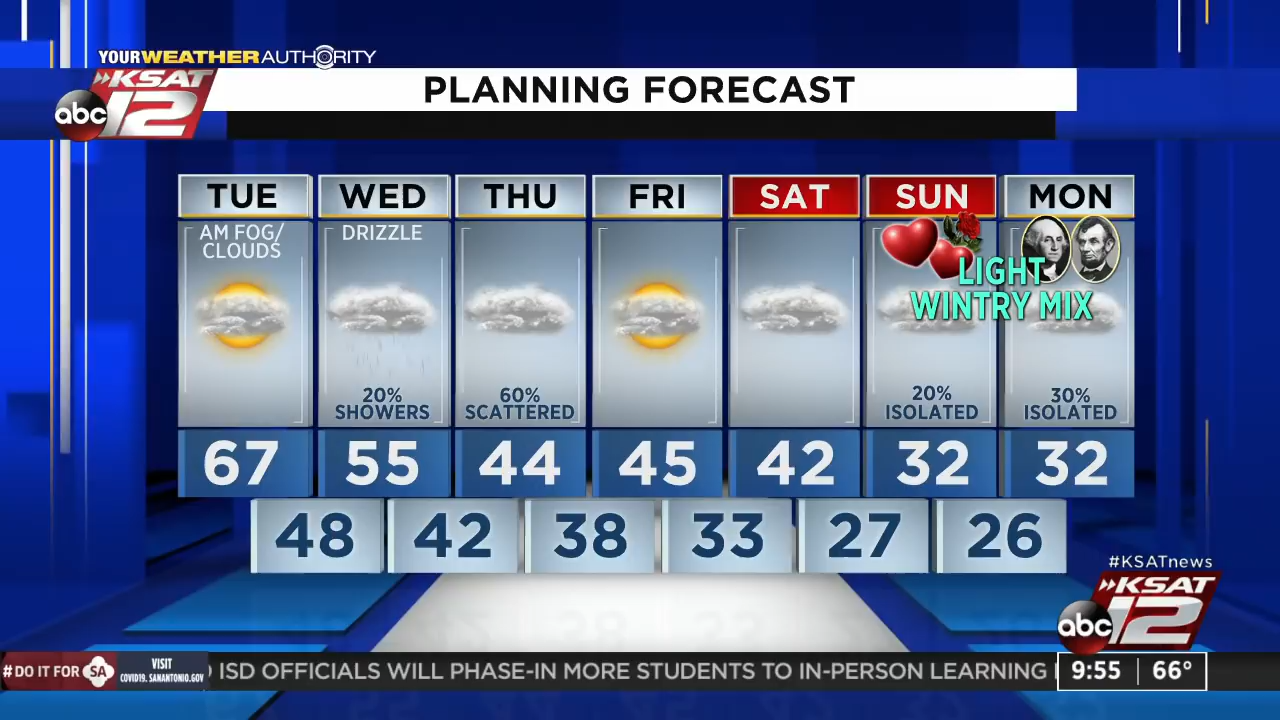 YOURWEATHERAUTHORITY
KSAT
abc 12
PLANNING FORECAST
TUE WED THU FRI SAT SUN MON
AM FOG/
CLOUDS
DRIZZLE
LIGHT
WINTRY MIX
20%
SHOWERS
60%
SCATTERED
20%
ISOLATED
30%
ISOLATED
67 55 44 45 42 32 32
48 42 38 33 27 26
#KSATnews
KSAT
abc 12
#DO IT FOR SA
VISIT
COVID19.SANANTONIO.GOV
ISD OFFICIALS WILL PHASE-IN MORE STUDENTS TO IN-PERSON LEARNING
9:55 66°